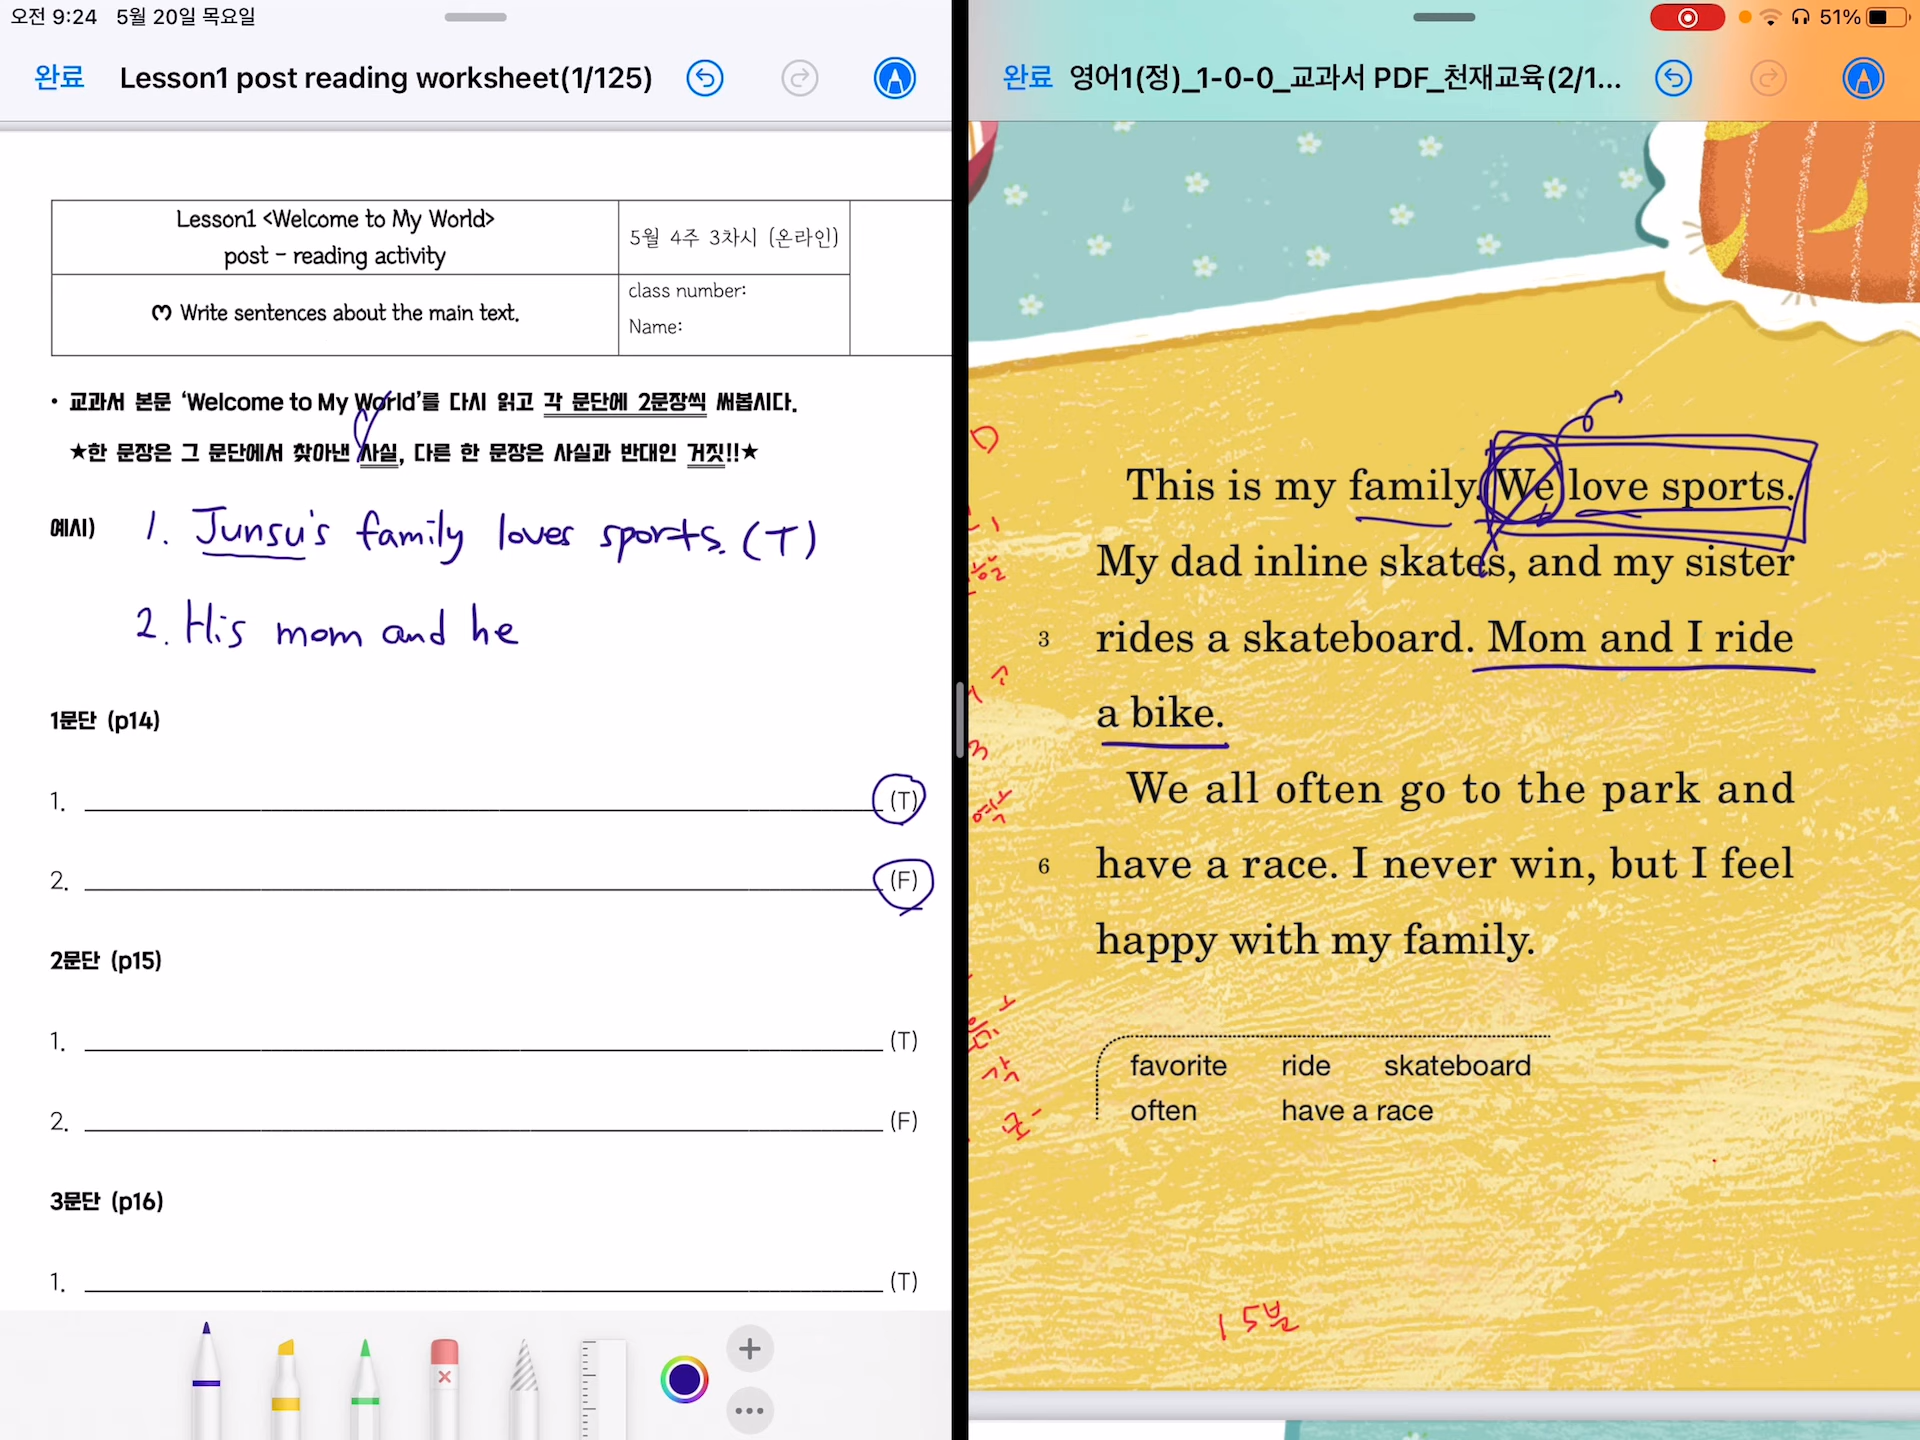 오전 9:24 5월 20일 목요일
51%
완료 Lesson1 post reading worksheet(1/125)
완료 영어1(정)_1-0-0_교과서 PDF_천재교육(2/1...
Lesson1 <Welcome to My World>
post - reading activity
5월 4주 3차시 (온라인)
Write sentences about the main text.
class number:
Name:
• 교과서 본문 ‘Welcome to My World’를 다시 읽고 각 문단에 2문장씩 써봅시다.
★한 문장은 그 문단에서 찾아낸 사실, 다른 한 문장은 사실과 반대인 거짓!!★
예시) 1. Junsu's family loves sports. (T)
2. His mom and he
1문단 (p14)
1. (T)
2. (F)
2문단 (p15)
1. (T)
2. (F)
3문단 (p16)
1. (T)
This is my family. We love sports.
My dad inline skates, and my sister
3 rides a skateboard. Mom and I ride
a bike.
We all often go to the park and
6 have a race. I never win, but I feel
happy with my family.
favorite ride skateboard
often have a race
15분